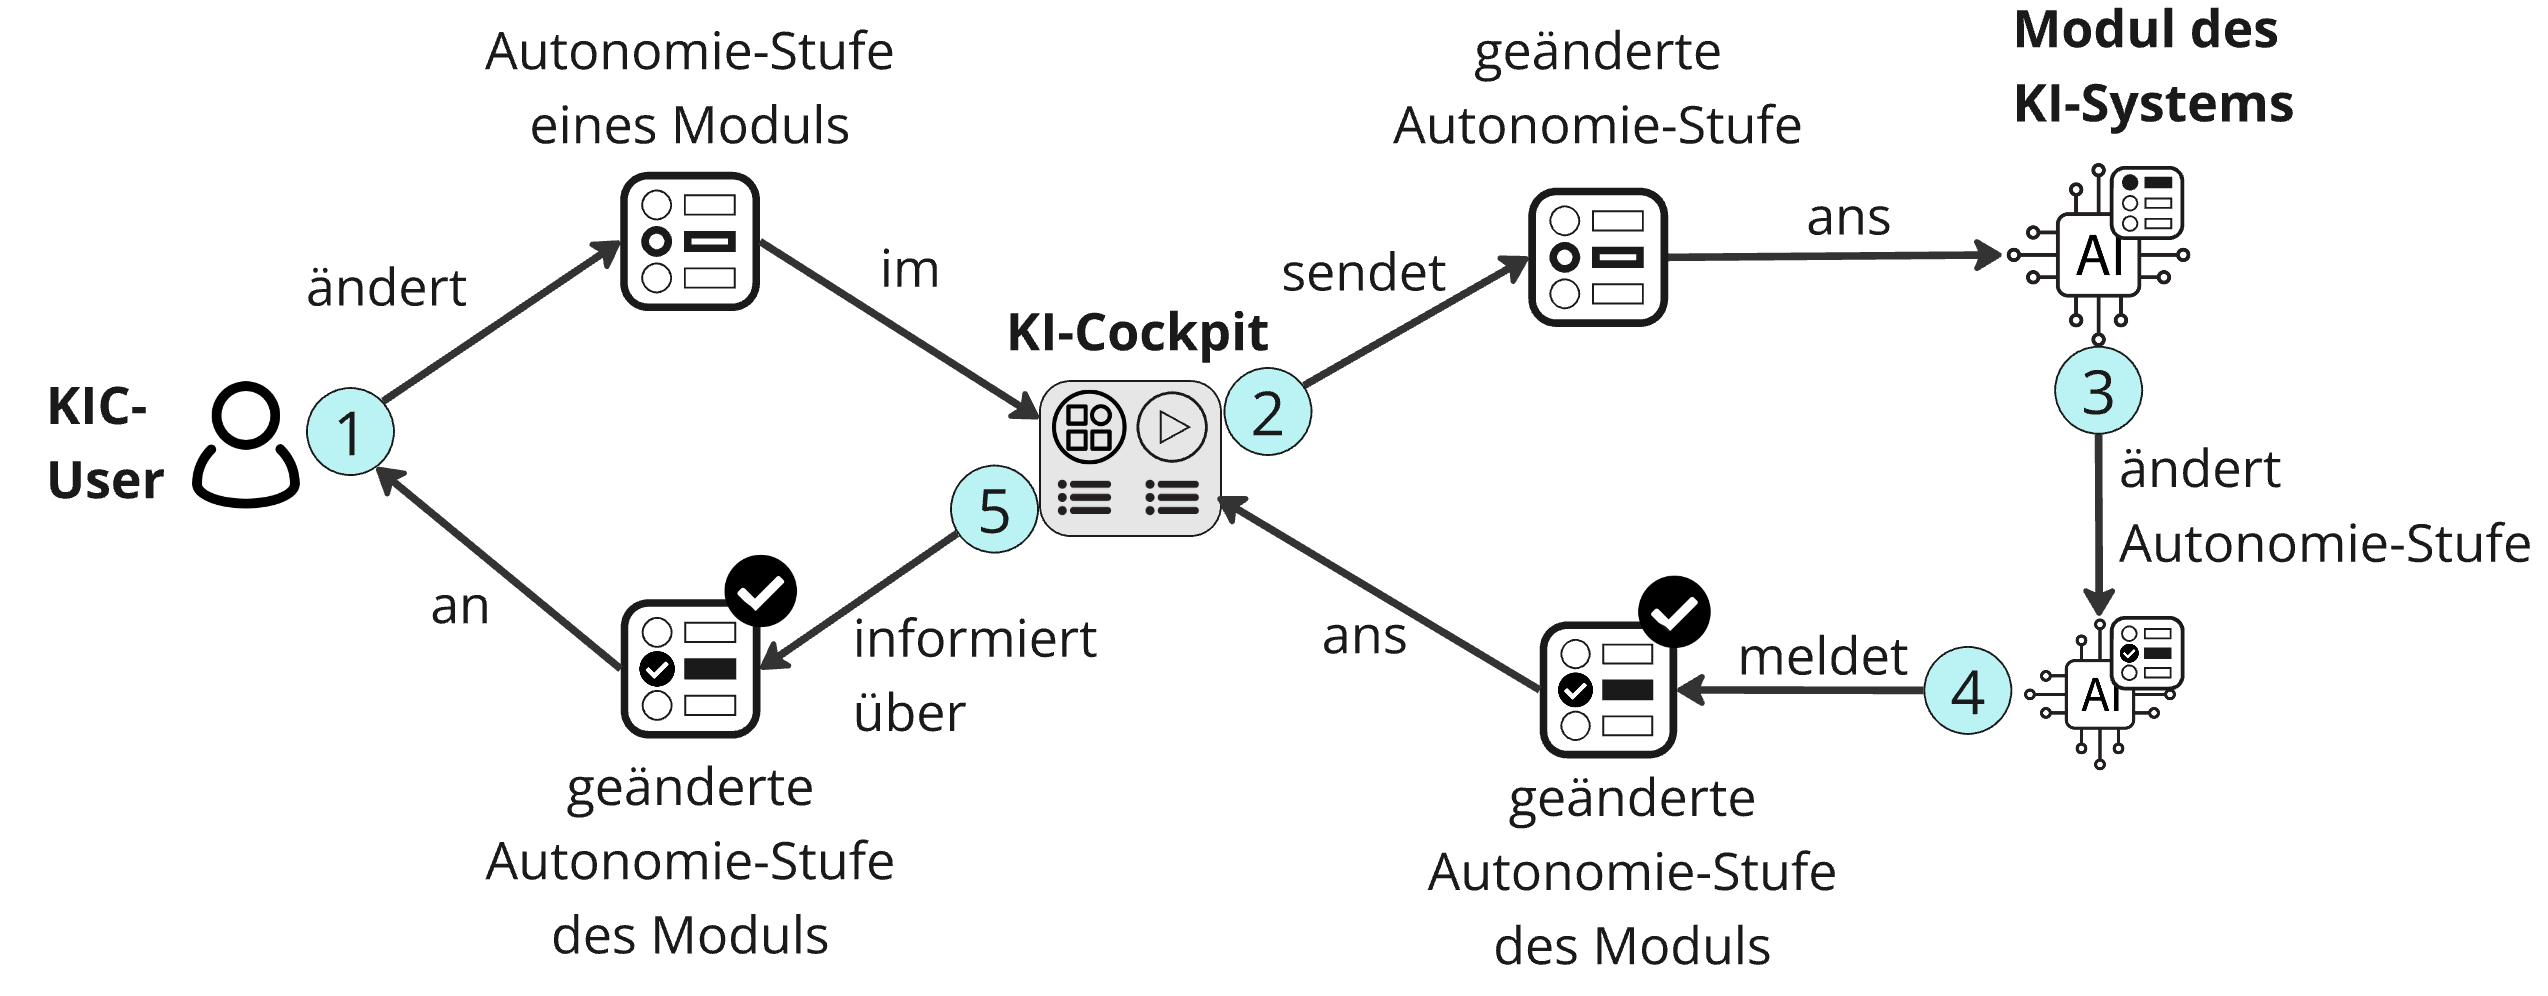 Autonomie-Stufe
eines Moduls
geänderte
Autonomie-Stufe
Modul des
KI-Systems
ändert
im
sendet
ans
AI
KI-Cockpit
KIC-
User
1
2
3
5
ändert
Autonomie-Stufe
an
informiert
über
ans
meldet
4
AI
geänderte
Autonomie-Stufe
des Moduls
geänderte
Autonomie-Stufe
des Moduls